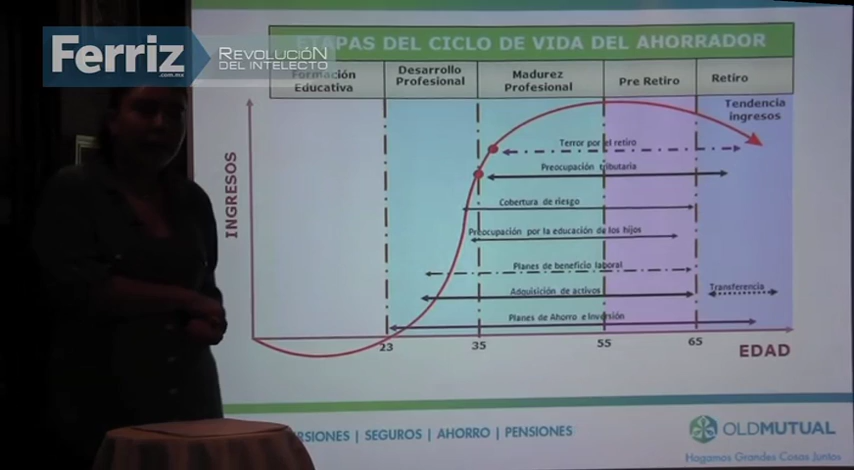 Ferriz
.com.mx
REVOLUCIÓN
DEL INTELECTO
ETAPAS DEL CICLO DE VIDA DEL AHORRADOR
Formación
Educativa
Desarrollo
Profesional
Madurez
Profesional
Pre Retiro
Retiro
Tendencia
ingresos
Terror por el retiro
Preocupación tributaria
Cobertura de riesgo
Preocupación por la educación de los hijos
Planes de beneficio laboral
Adquisición de activos
Transferencia
Planes de Ahorro e Inversión
INGRESOS
23
35
55
65
EDAD
ERSIONES | SEGUROS | AHORRO | PENSIONES
OLDMUTUAL
Hogamos Grandes Cosas Juntos